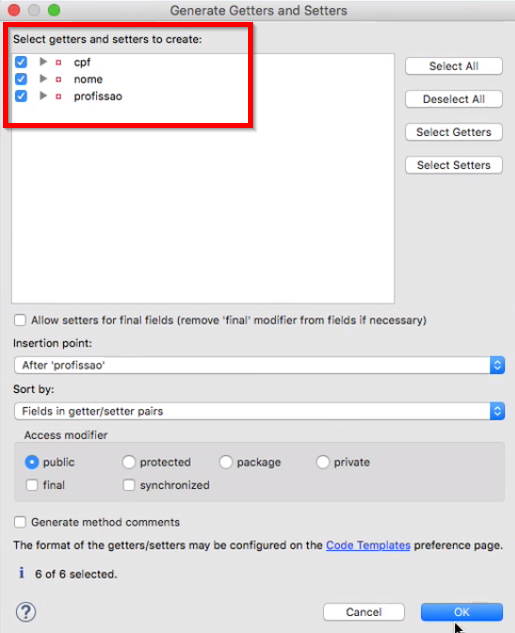 Generate Getters and Setters
Select getters and setters to create:
cpf
nome
profissao
Select All
Deselect All
Select Getters
Select Setters
Allow setters for final fields (remove 'final' modifier from fields if necessary)
Insertion point:
After 'profissao'
Sort by:
Fields in getter/setter pairs
Access modifier
public protected package private
final synchronized
Generate method comments
The format of the getters/setters may be configured on the Code Templates preference page.
i 6 of 6 selected.
? Cancel OK